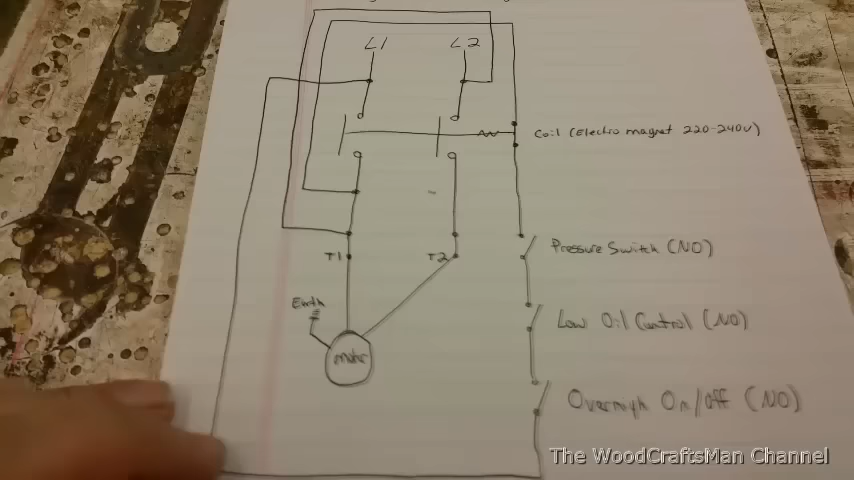 L1 L2
Coil (Electro magnet 220-240v)
Pressure Switch (NO)
T1 T2
Earth
Low Oil Control (NO)
motor
Overnigh On/Off (NO)
The WoodCraftsMan Channel